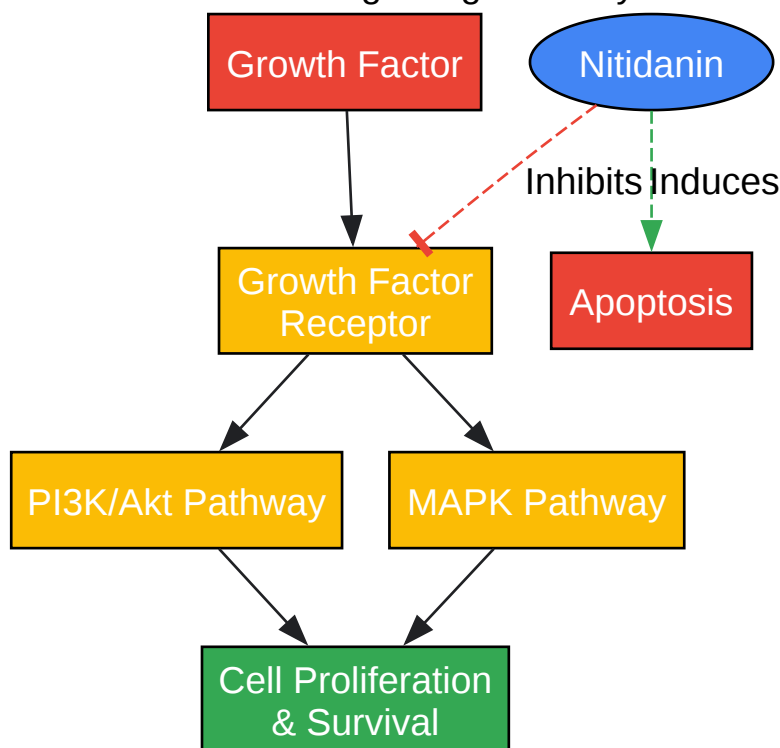 Growth Factor
Nitidanin
Inhibits
Induces
Growth Factor
Receptor
Apoptosis
PI3K/Akt Pathway
MAPK Pathway
Cell Proliferation
& Survival